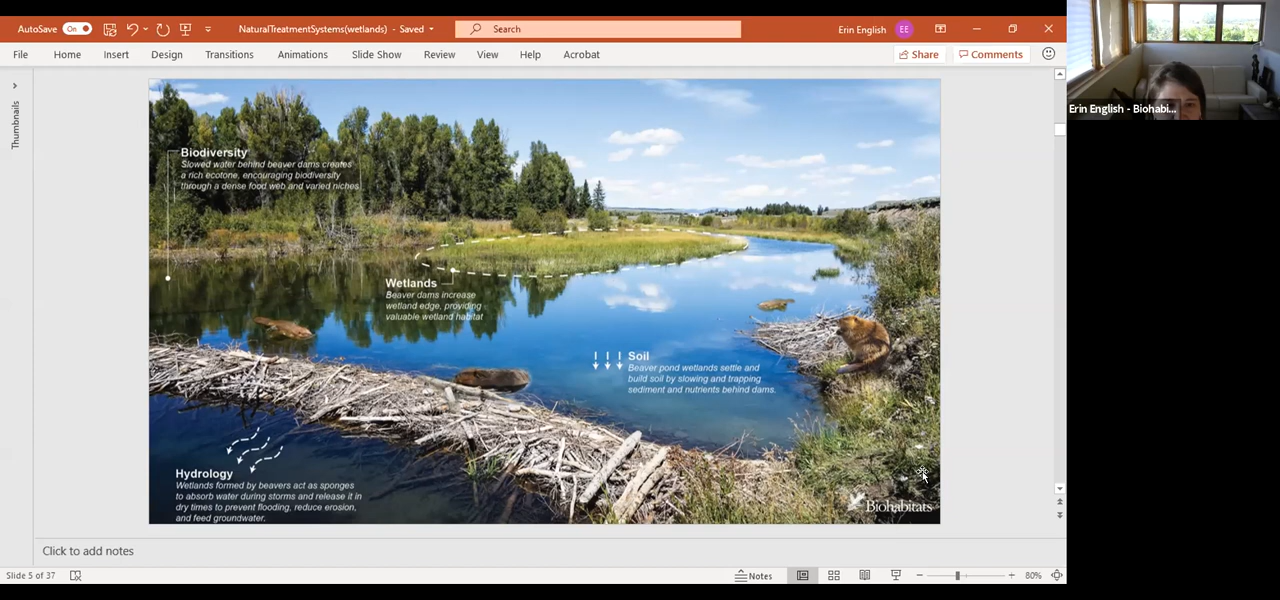 AutoSave
On
NaturalTreatmentSystems(wetlands) - Saved
Search
Erin English
EE
File
Home
Insert
Design
Transitions
Animations
Slide Show
Review
View
Help
Acrobat
Share
Comments
Thumbnails
Erin English - Biohabi...
Biodiversity
Slowed water behind beaver dams creates
a rich ecotone, encouraging biodiversity
through a dense food web and varied niches
Wetlands
Beaver dams increase
wetland edge, providing
valuable wetland habitat
Soil
Beaver pond wetlands settle and
build soil by slowing and trapping
sediment and nutrients behind dams.
Hydrology
Wetlands formed by beavers act as sponges
to absorb water during storms and release it in
dry times to prevent flooding, reduce erosion,
and feed groundwater.
Biohabitats
Click to add notes
Slide 5 of 37
Notes
80%